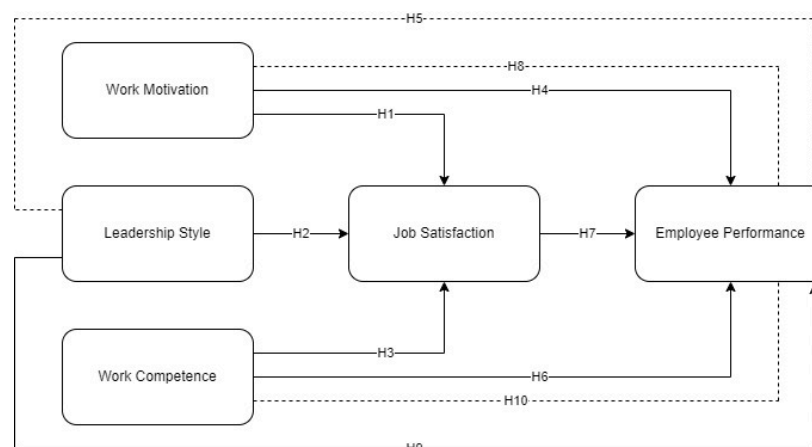 H5
Work Motivation
H8
H4
H1
Leadership Style
H2
Job Satisfaction
H7
Employee Performance
H3
Work Competence
H6
H10